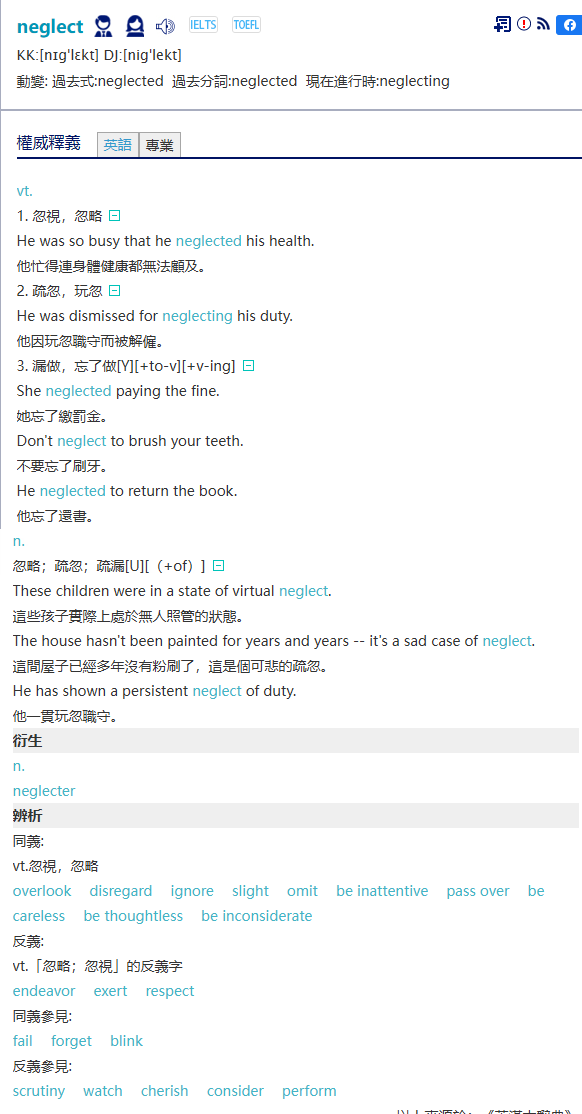 neglect IELTS TOEFL
KK:[nɪgˈlɛkt] DJ:[nigˈlekt]
動變: 過去式:neglected 過去分詞:neglected 現在進行時:neglecting
權威釋義 英語 專業
vt.
1. 忽視，忽略
He was so busy that he neglected his health.
他忙得連身體健康都無法顧及。
2. 疏忽，玩忽
He was dismissed for neglecting his duty.
他因玩忽職守而被解僱。
3. 漏做，忘了做[Y][+to-v][+v-ing]
She neglected paying the fine.
她忘了繳罰金。
Don't neglect to brush your teeth.
不要忘了刷牙。
He neglected to return the book.
他忘了還書。
n.
忽略；疏忽；疏漏[U][（+of）]
These children were in a state of virtual neglect.
這些孩子實際上處於無人照管的狀態。
The house hasn't been painted for years and years -- it's a sad case of neglect.
這間屋子已經多年沒有粉刷了，這是個可悲的疏忽。
He has shown a persistent neglect of duty.
他一貫玩忽職守。
衍生
n.
neglecter
辨析
同義:
vt.忽視，忽略
overlook disregard ignore slight omit be inattentive pass over be
careless be thoughtless be inconsiderate
反義:
vt.「忽略；忽視」的反義字
endeavor exert respect
同義參見:
fail forget blink
反義參見:
scrutiny watch cherish consider perform